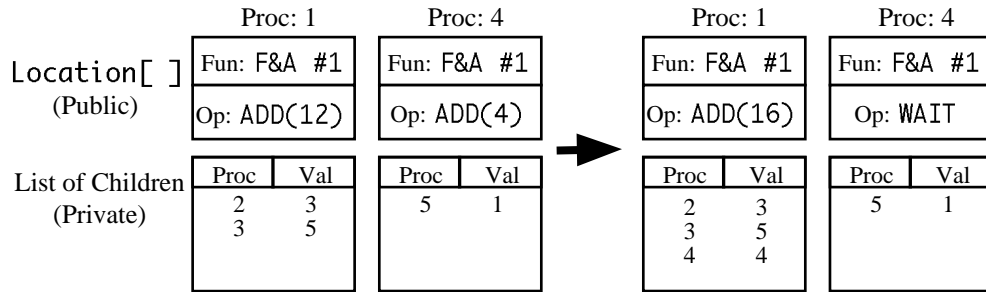 Proc: 1 Proc: 4 Proc: 1 Proc: 4
Location[ ] Fun: F&A #1 Fun: F&A #1 Fun: F&A #1 Fun: F&A #1
(Public) Op: ADD(12) Op: ADD(4) Op: ADD(16) Op: WAIT
List of Children Proc Val Proc Val Proc Val Proc Val
(Private) 2 3 5 1 2 3 5 1
3 5 3 5
4 4